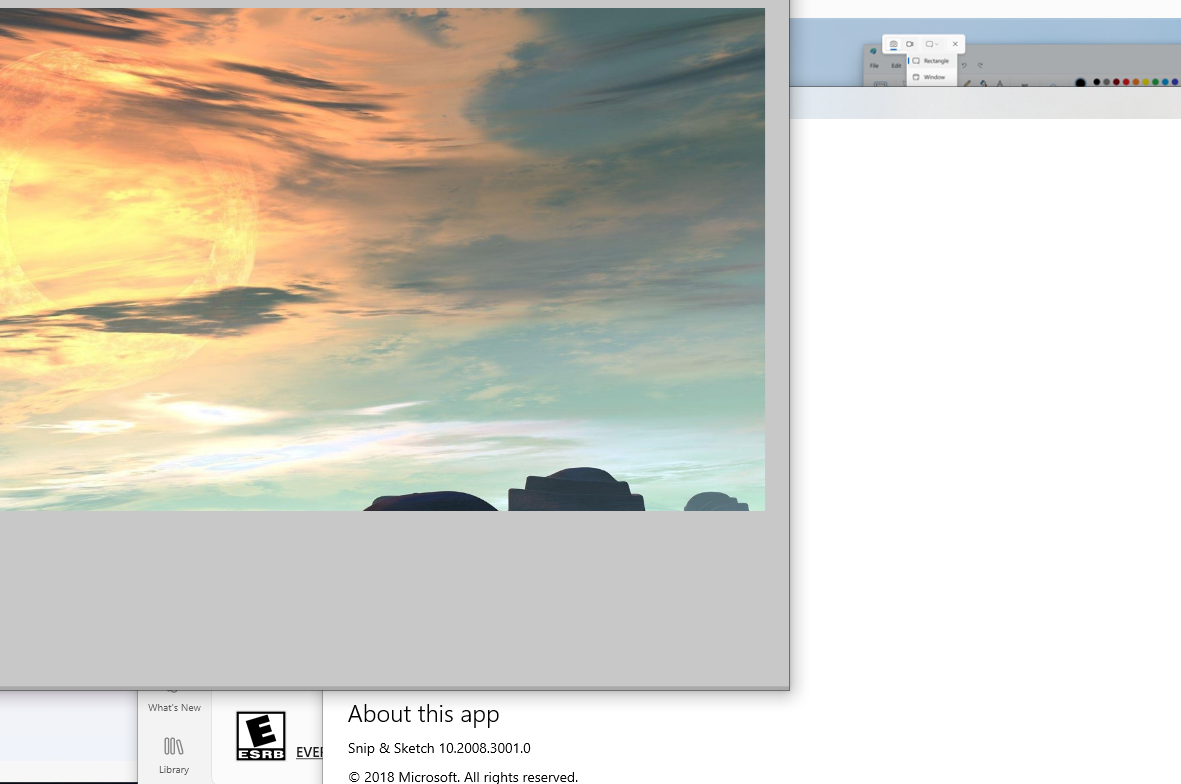 File Edit
Rectangle
Window
What's New
Library
E
ESRB
EVER
About this app
Snip & Sketch 10.2008.3001.0
© 2018 Microsoft. All rights reserved.